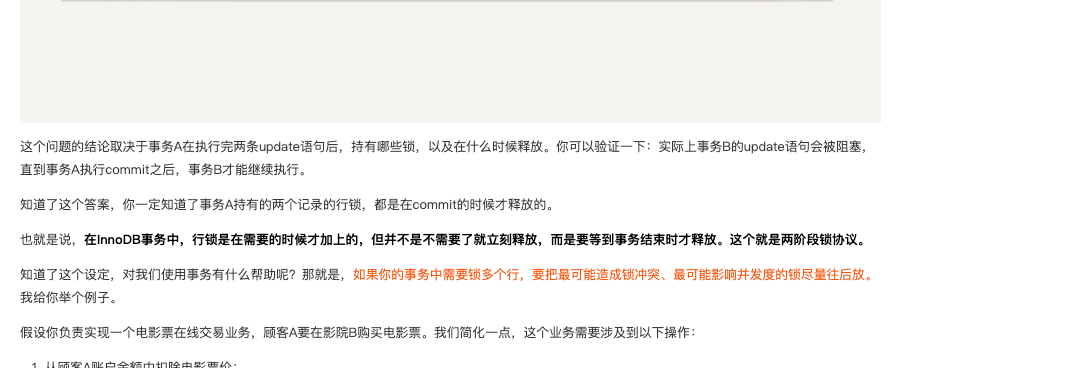 这个问题的结论取决于事务A在执行完两条update语句后，持有哪些锁，以及在什么时候释放。你可以验证一下：实际上事务B的update语句会被阻塞，
直到事务A执行commit之后，事务B才能继续执行。
知道了这个答案，你一定知道了事务A持有的两个记录的行锁，都是在commit的时候才释放的。
也就是说，在InnoDB事务中，行锁是在需要的时候才加上的，但并不是不需要了就立刻释放，而是要等到事务结束时才释放。这个就是两阶段锁协议。
知道了这个设定，对我们使用事务有什么帮助呢？那就是，如果你的事务中需要锁多个行，要把最可能造成锁冲突、最可能影响并发度的锁尽量往后放。
我给你举个例子。
假设你负责实现一个电影票在线交易业务，顾客A要在影院B购买电影票。我们简化一点，这个业务需要涉及到以下操作：
1. 从顾客A账户余额中扣除电影票价；